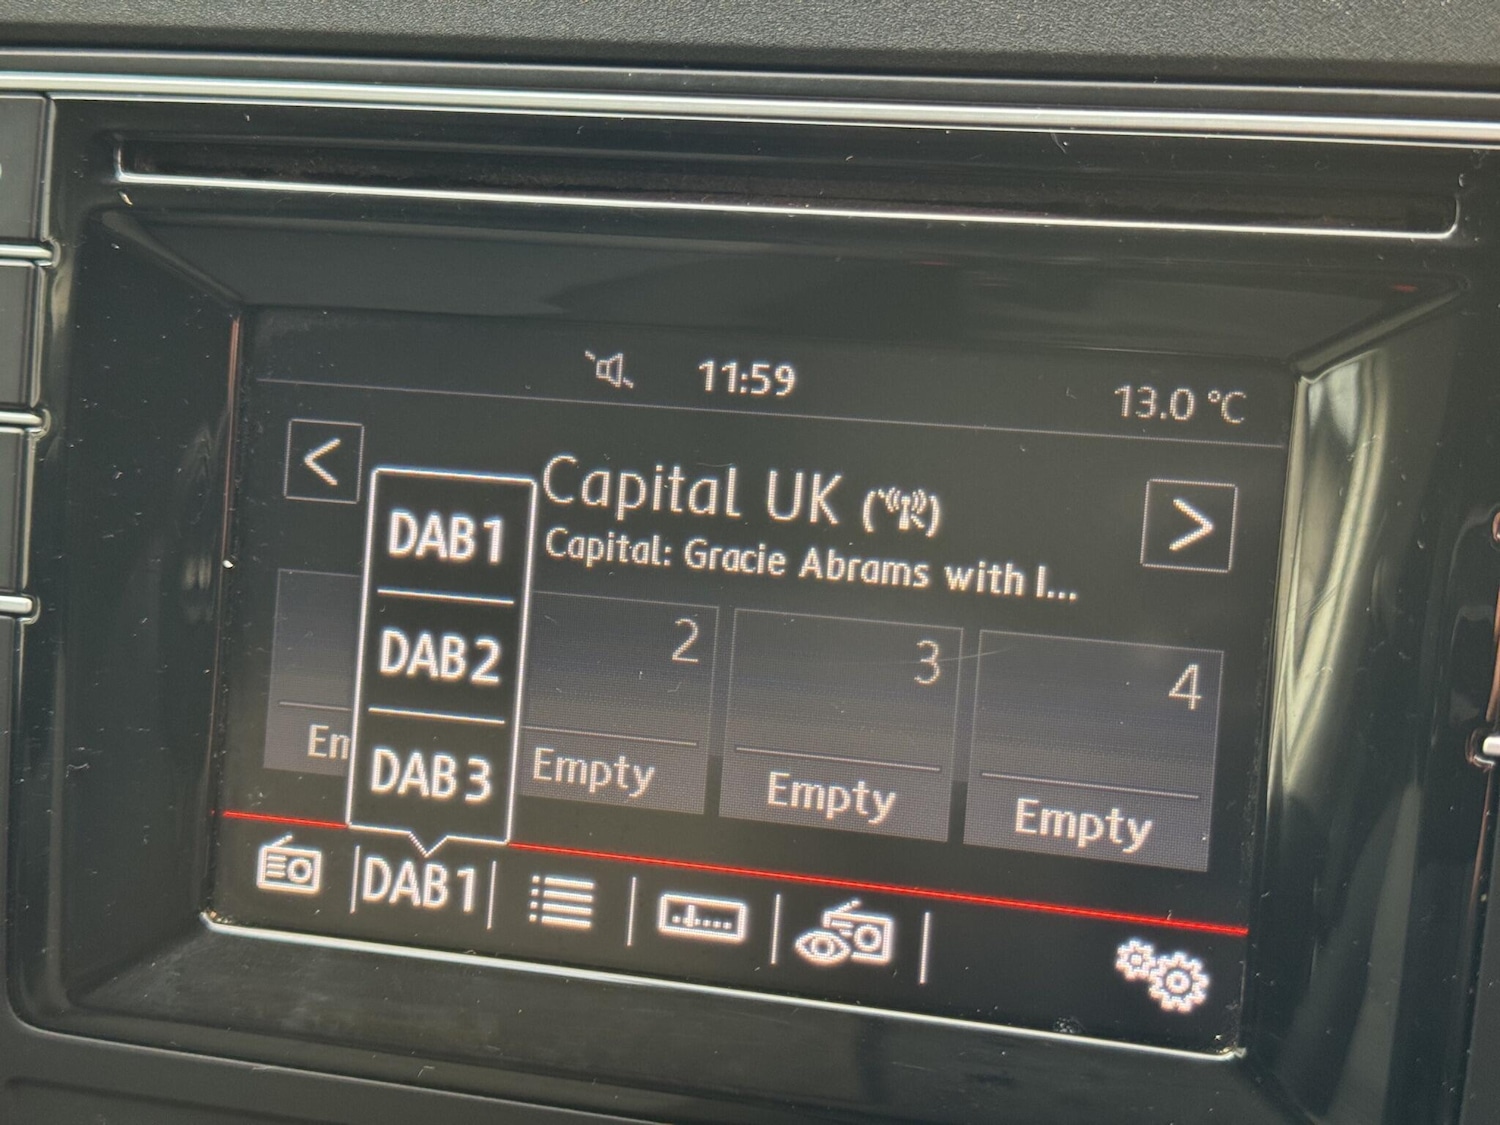 11:59
13.0 °C
<
Capital UK
>
Capital: Gracie Abrams with I...
DAB1
DAB2
DAB3
2
3
4
Em
Empty
Empty
Empty
DAB1